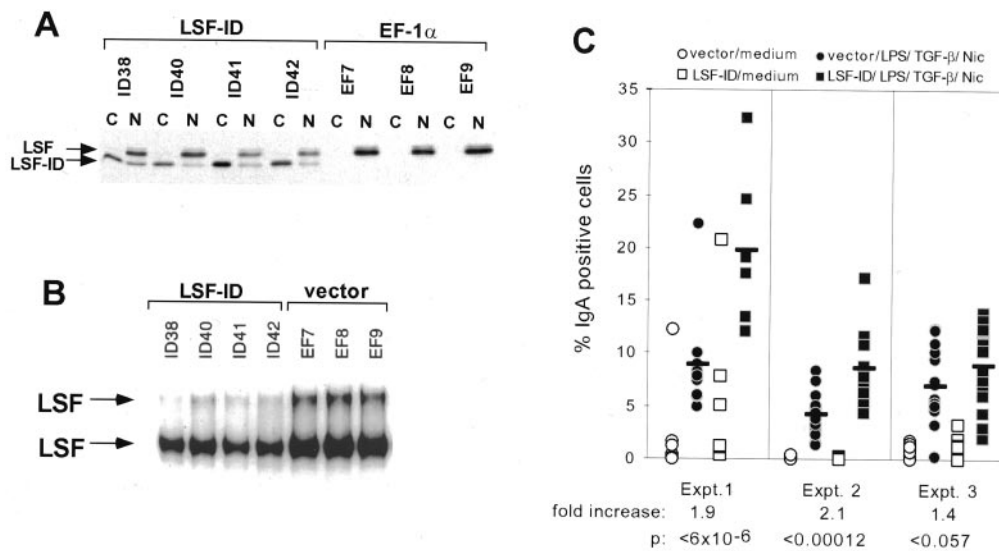 A
LSF-ID EF-1α
ID38 ID40 ID41 ID42 EF7 EF8 EF9
C N C N C N C N C N C N C N
LSF
LSF-ID
B
LSF-ID vector
ID38 ID40 ID41 ID42 EF7 EF8 EF9
LSF
LSF
C
vector/medium vector/LPS/ TGF-β/ Nic
LSF-ID/medium LSF-ID/ LPS/ TGF-β/ Nic
% IgA positive cells
35
30
25
20
15
10
5
0
Expt.1 Expt. 2 Expt. 3
fold increase: 1.9 2.1 1.4
p: <6x10-6 <0.00012 <0.057